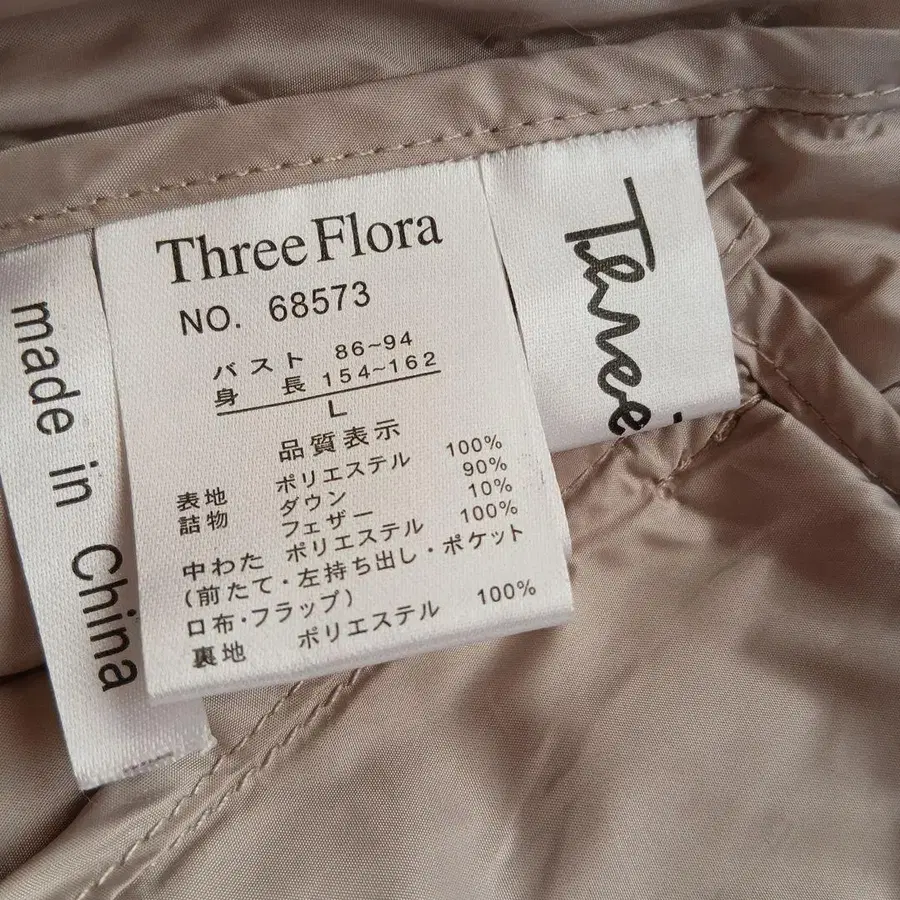 made in China
Three Flora
NO. 68573
バスト 86~94
身 長 154~162
L
品質表示
表地 ポリエステル 100%
詰物 ダウン 90%
フェザー 10%
中わた ポリエステル 100%
(前たて・左持ち出し・ポケット
口布・フラップ)
裏地 ポリエステル 100%
Three